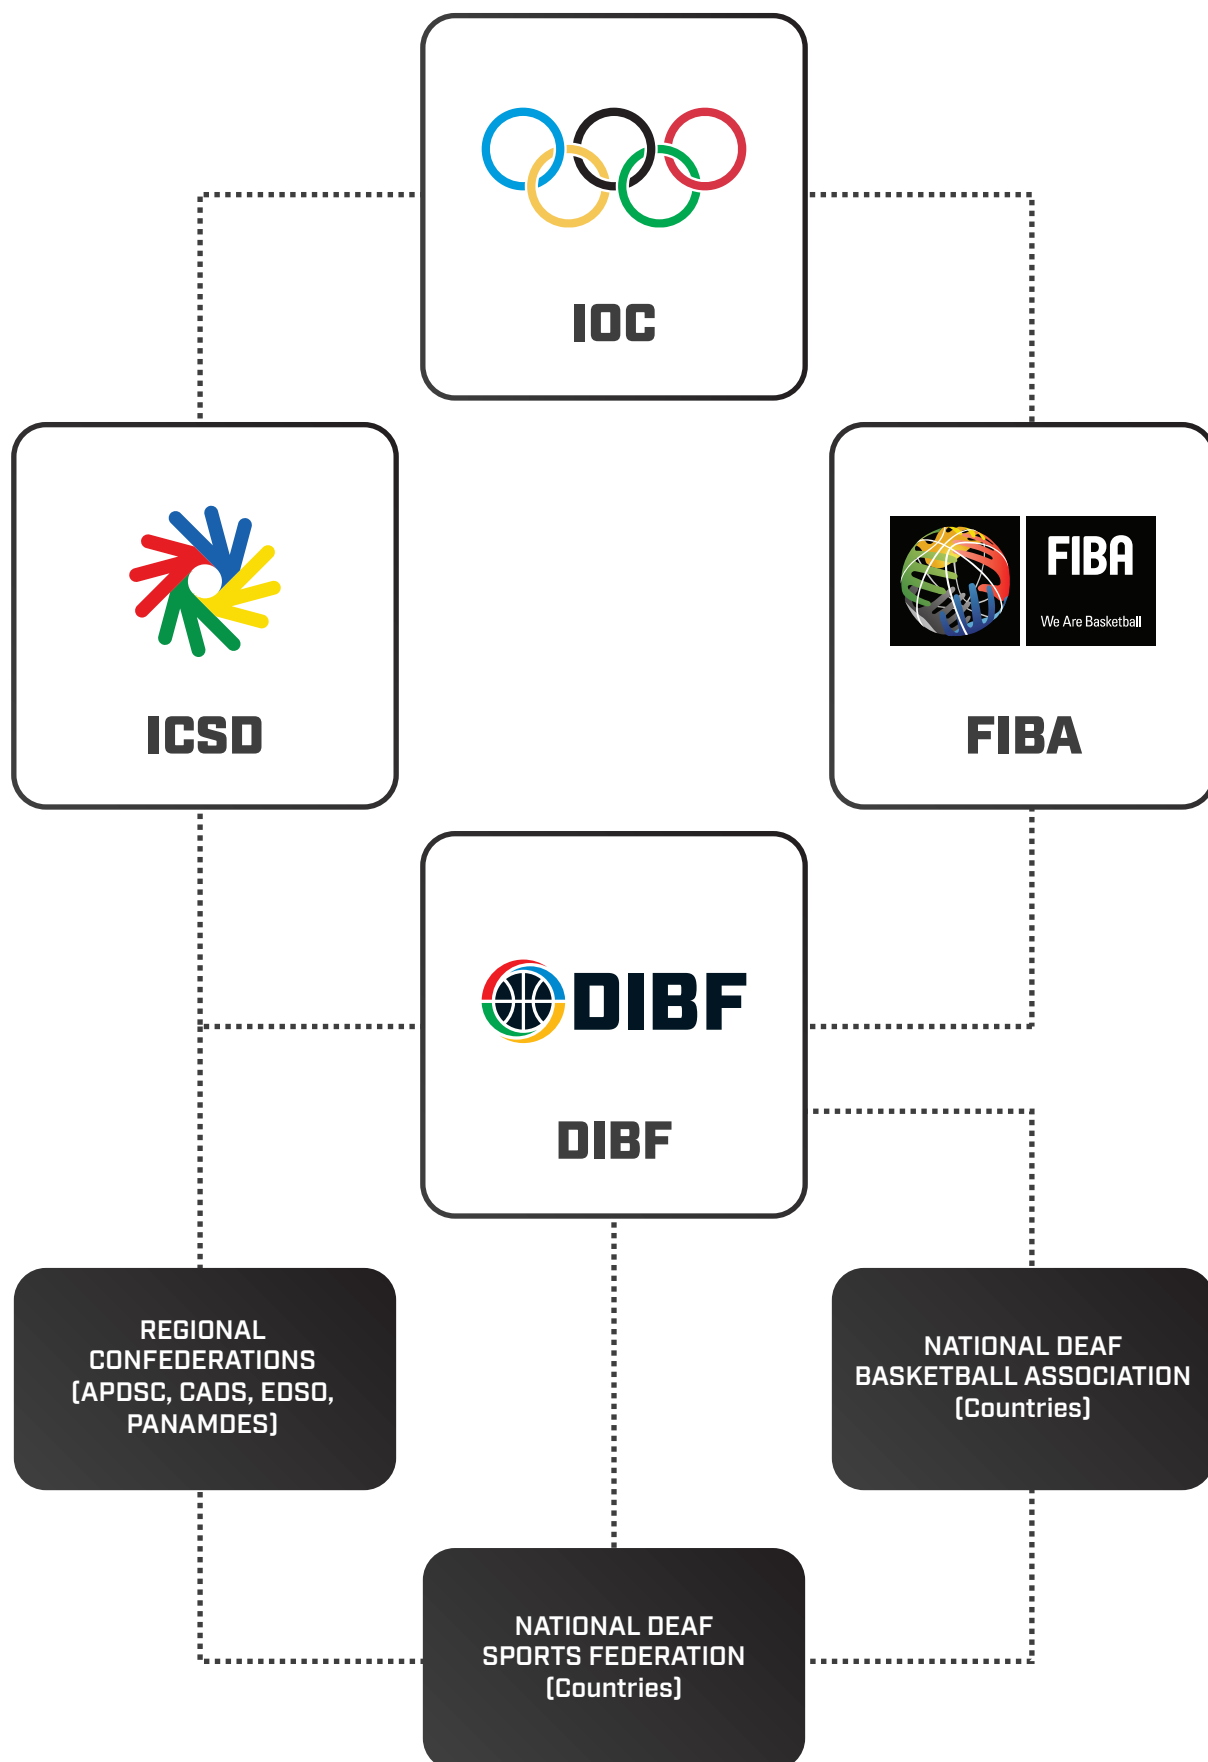 IOC
ICSD
FIBA
We Are Basketball
FIBA
DIBF
DIBF
REGIONAL
CONFEDERATIONS
(APDSC, CADS, EDSO,
PANAMDES)
NATIONAL DEAF
BASKETBALL ASSOCIATION
(Countries)
NATIONAL DEAF
SPORTS FEDERATION
(Countries)